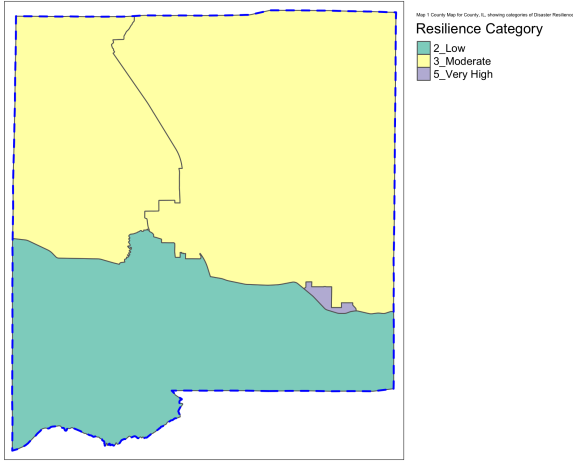 Map 1 County Map for County, IL, showing categories of Disaster Resilience
Resilience Category
2_Low
3_Moderate
5_Very High